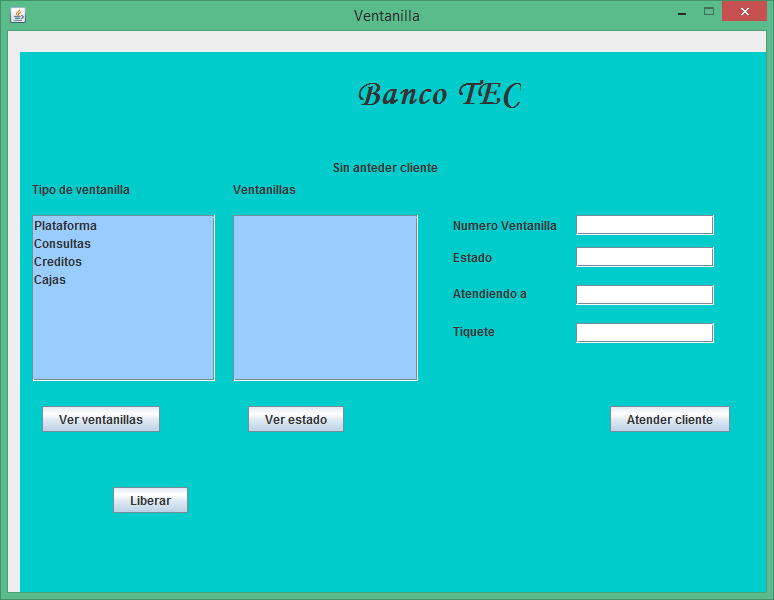 Ventanilla
Banco TEC
Sin anteder cliente
Tipo de ventanilla
Ventanillas
Plataforma
Consultas
Creditos
Cajas
Numero Ventanilla
Estado
Atendiendo a
Tiquete
Ver ventanillas
Ver estado
Atender cliente
Liberar